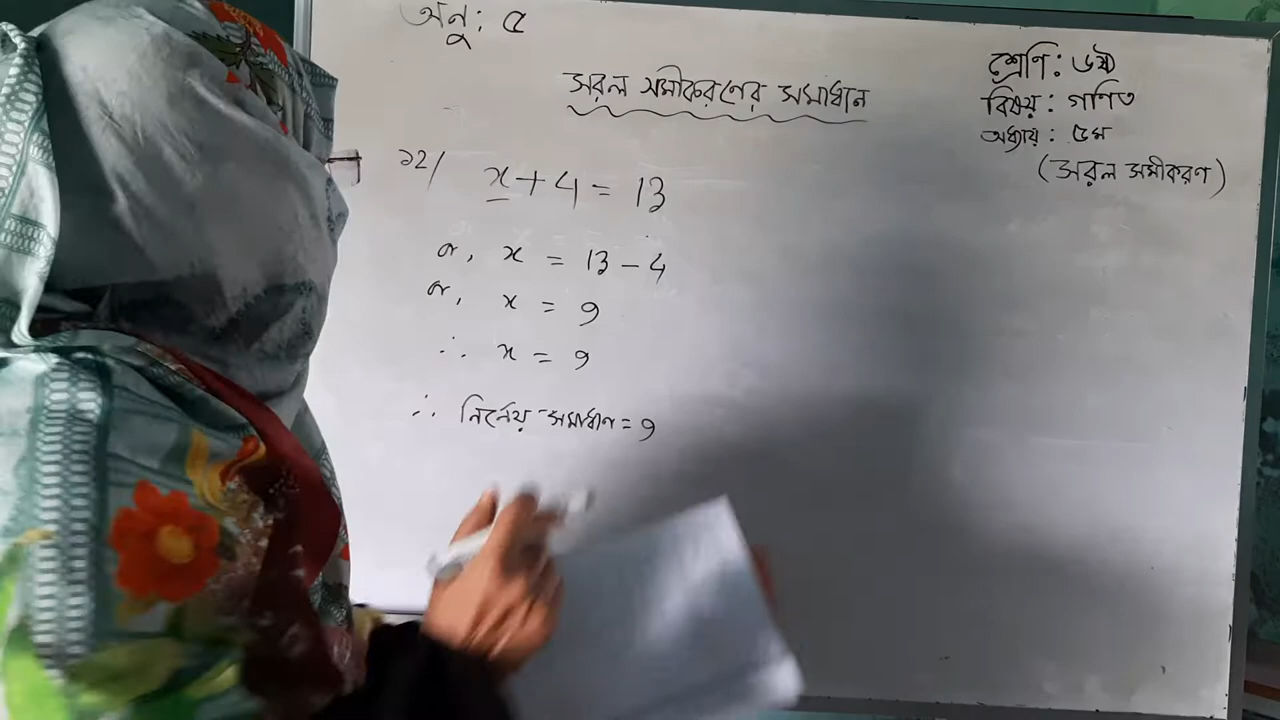 অনু: ৫
সরল সমীকরণের সমাধান
শ্রেণি: ৬ষ্ঠ
বিষয়: গণিত
অধ্যায়: ৫ম
(সরল সমীকরণ)
১২/ x + 4 = 13
বা, x = 13 - 4
বা, x = 9
∴ x = 9
∴ নির্নেয় সমাধান = 9